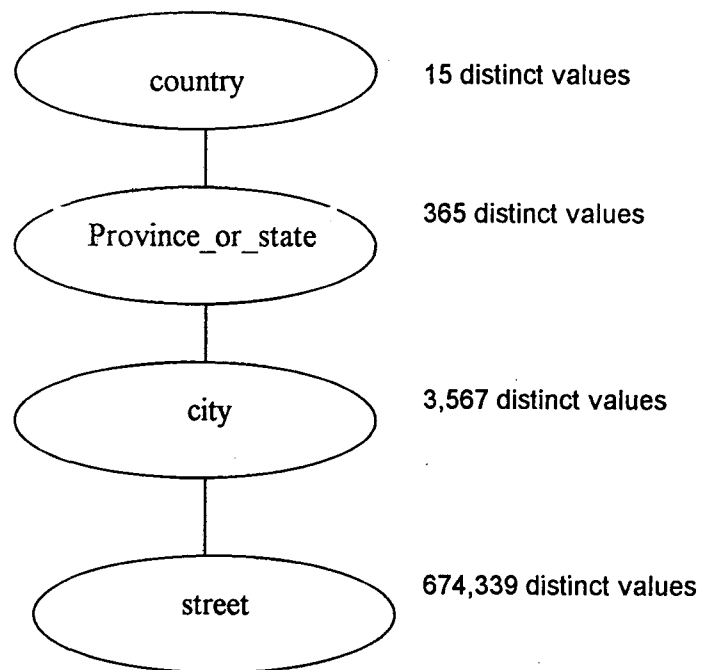 country
15 distinct values
Province_or_state
365 distinct values
city
3,567 distinct values
street
674,339 distinct values